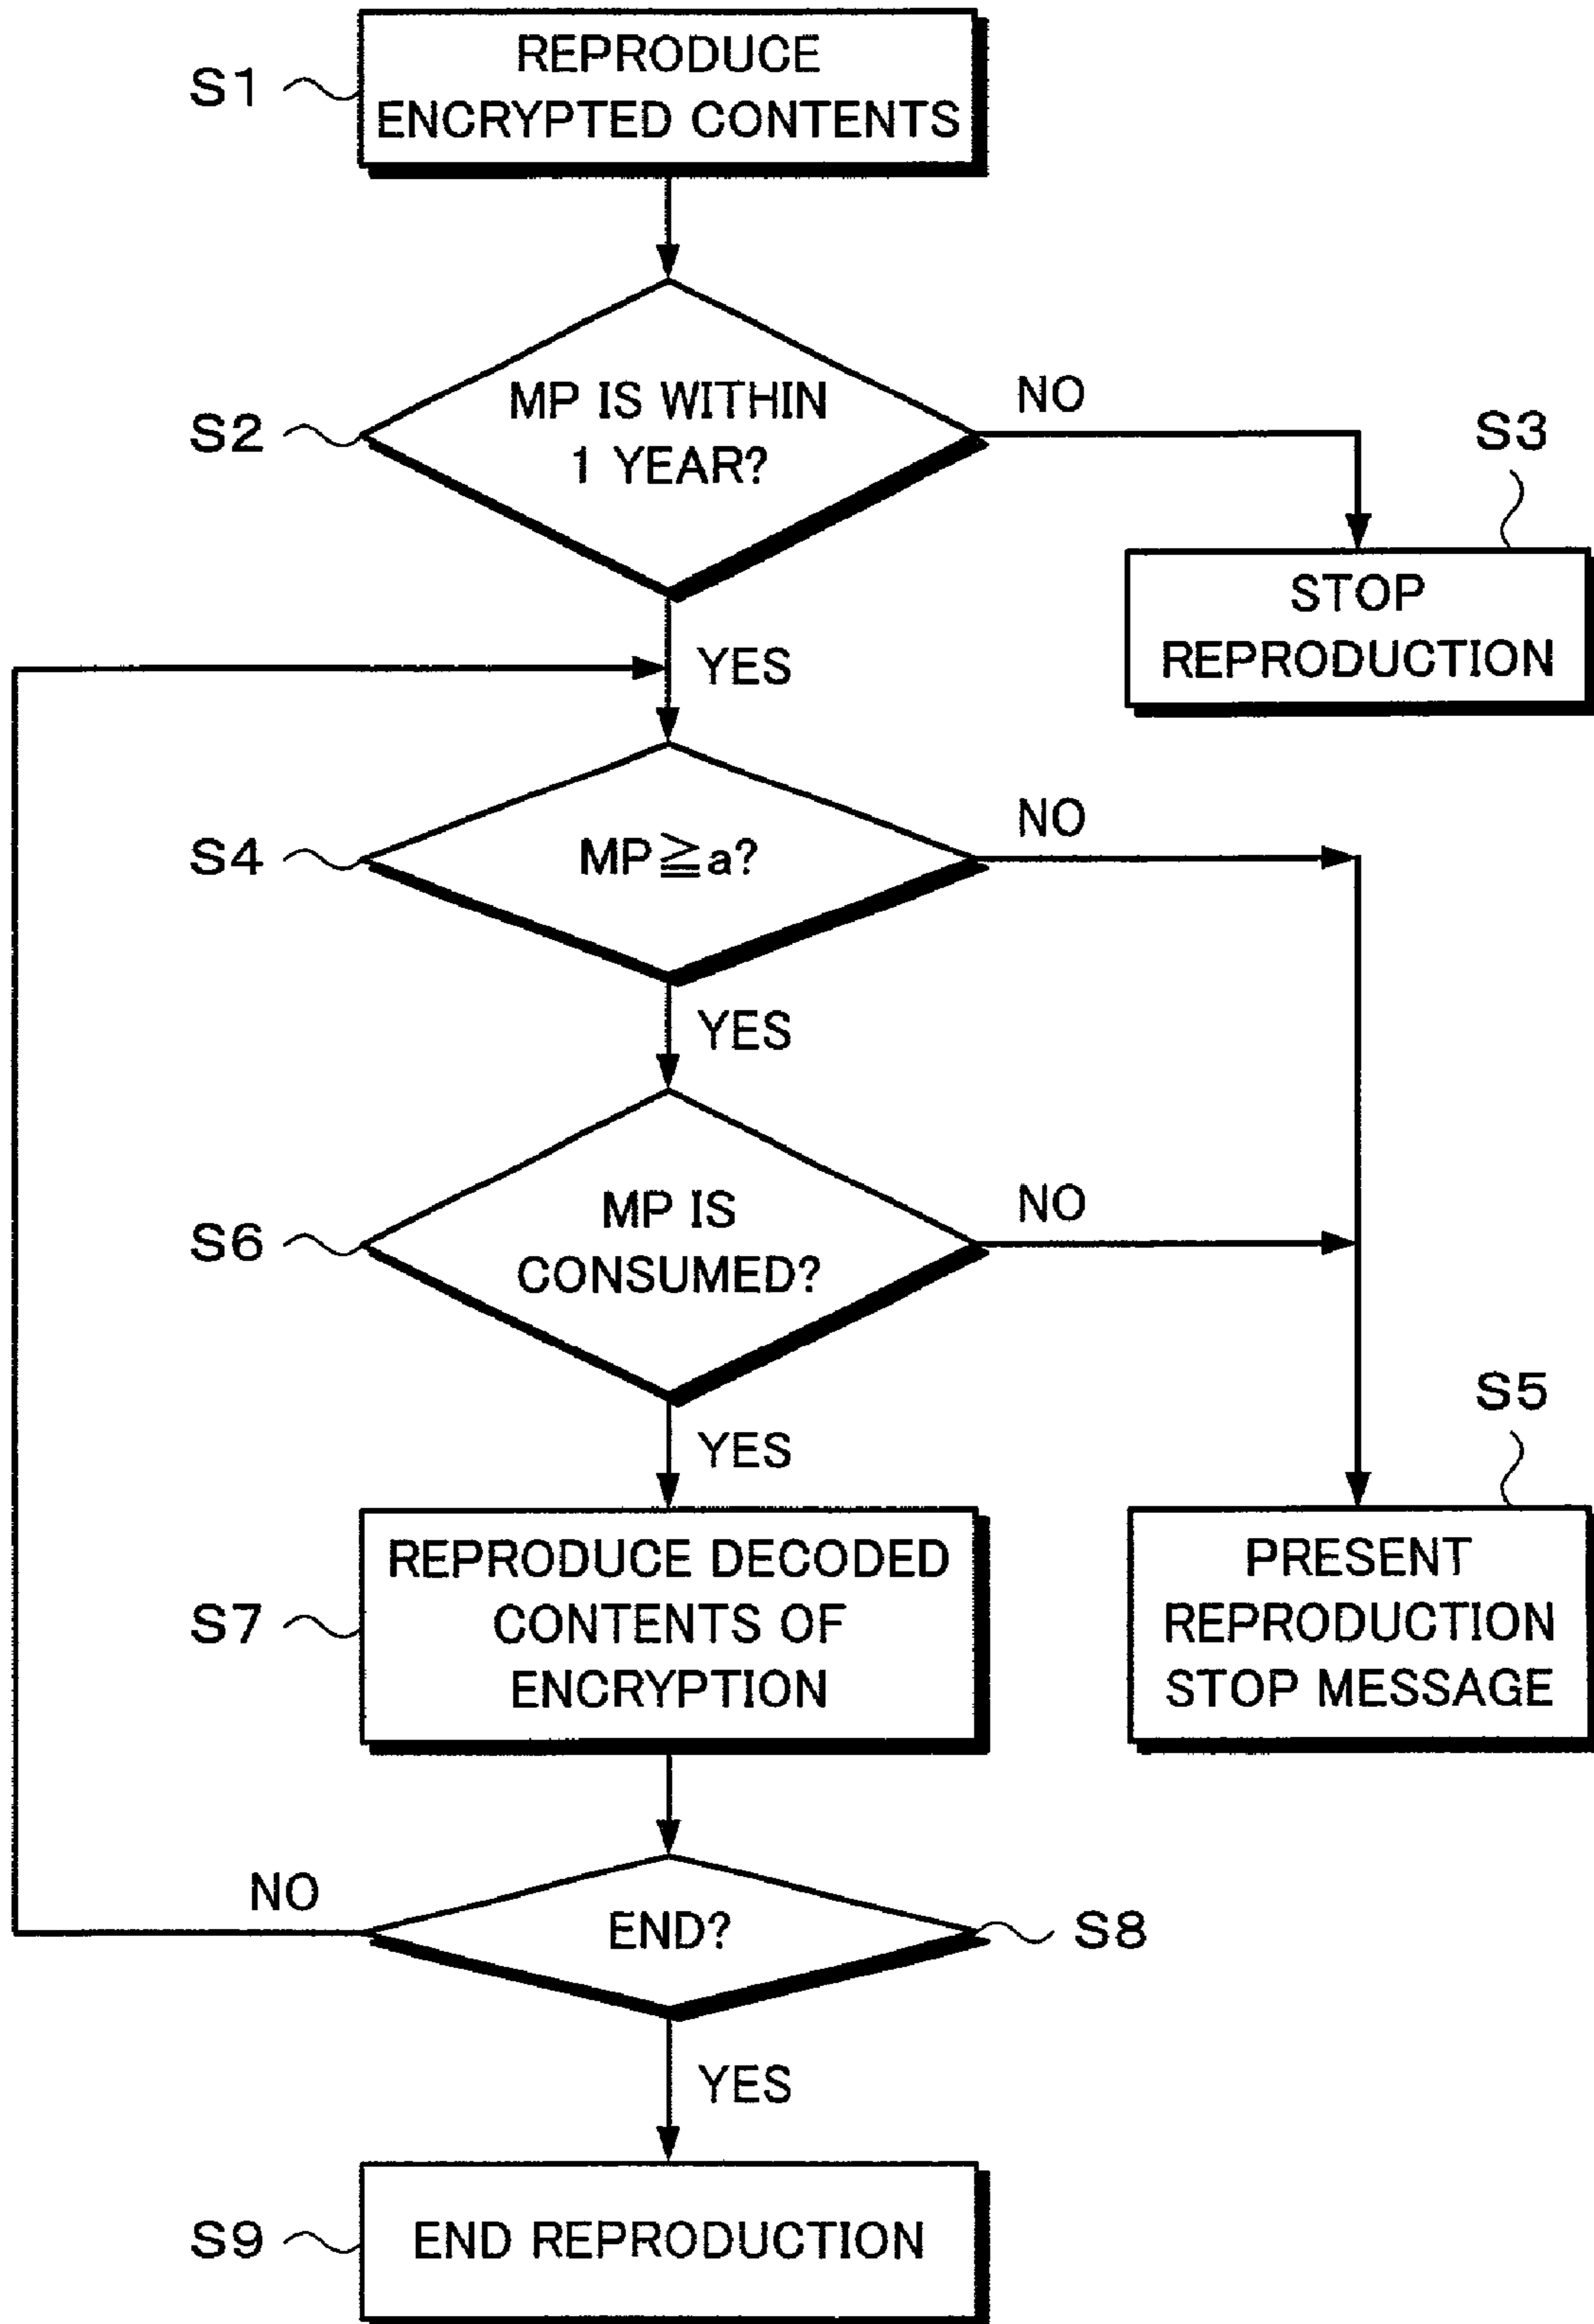 REPRODUCE
S1
ENCRYPTED CONTENTS
MP IS WITHIN
1 YEAR?
S2
NO
S3
STOP
REPRODUCTION
YES
S4
MP≧a?
NO
YES
S6
MP IS
CONSUMED?
NO
YES
S5
S7
REPRODUCE DECODED
CONTENTS OF
ENCRYPTION
PRESENT
REPRODUCTION
STOP MESSAGE
NO
END?
S8
YES
S9
END REPRODUCTION